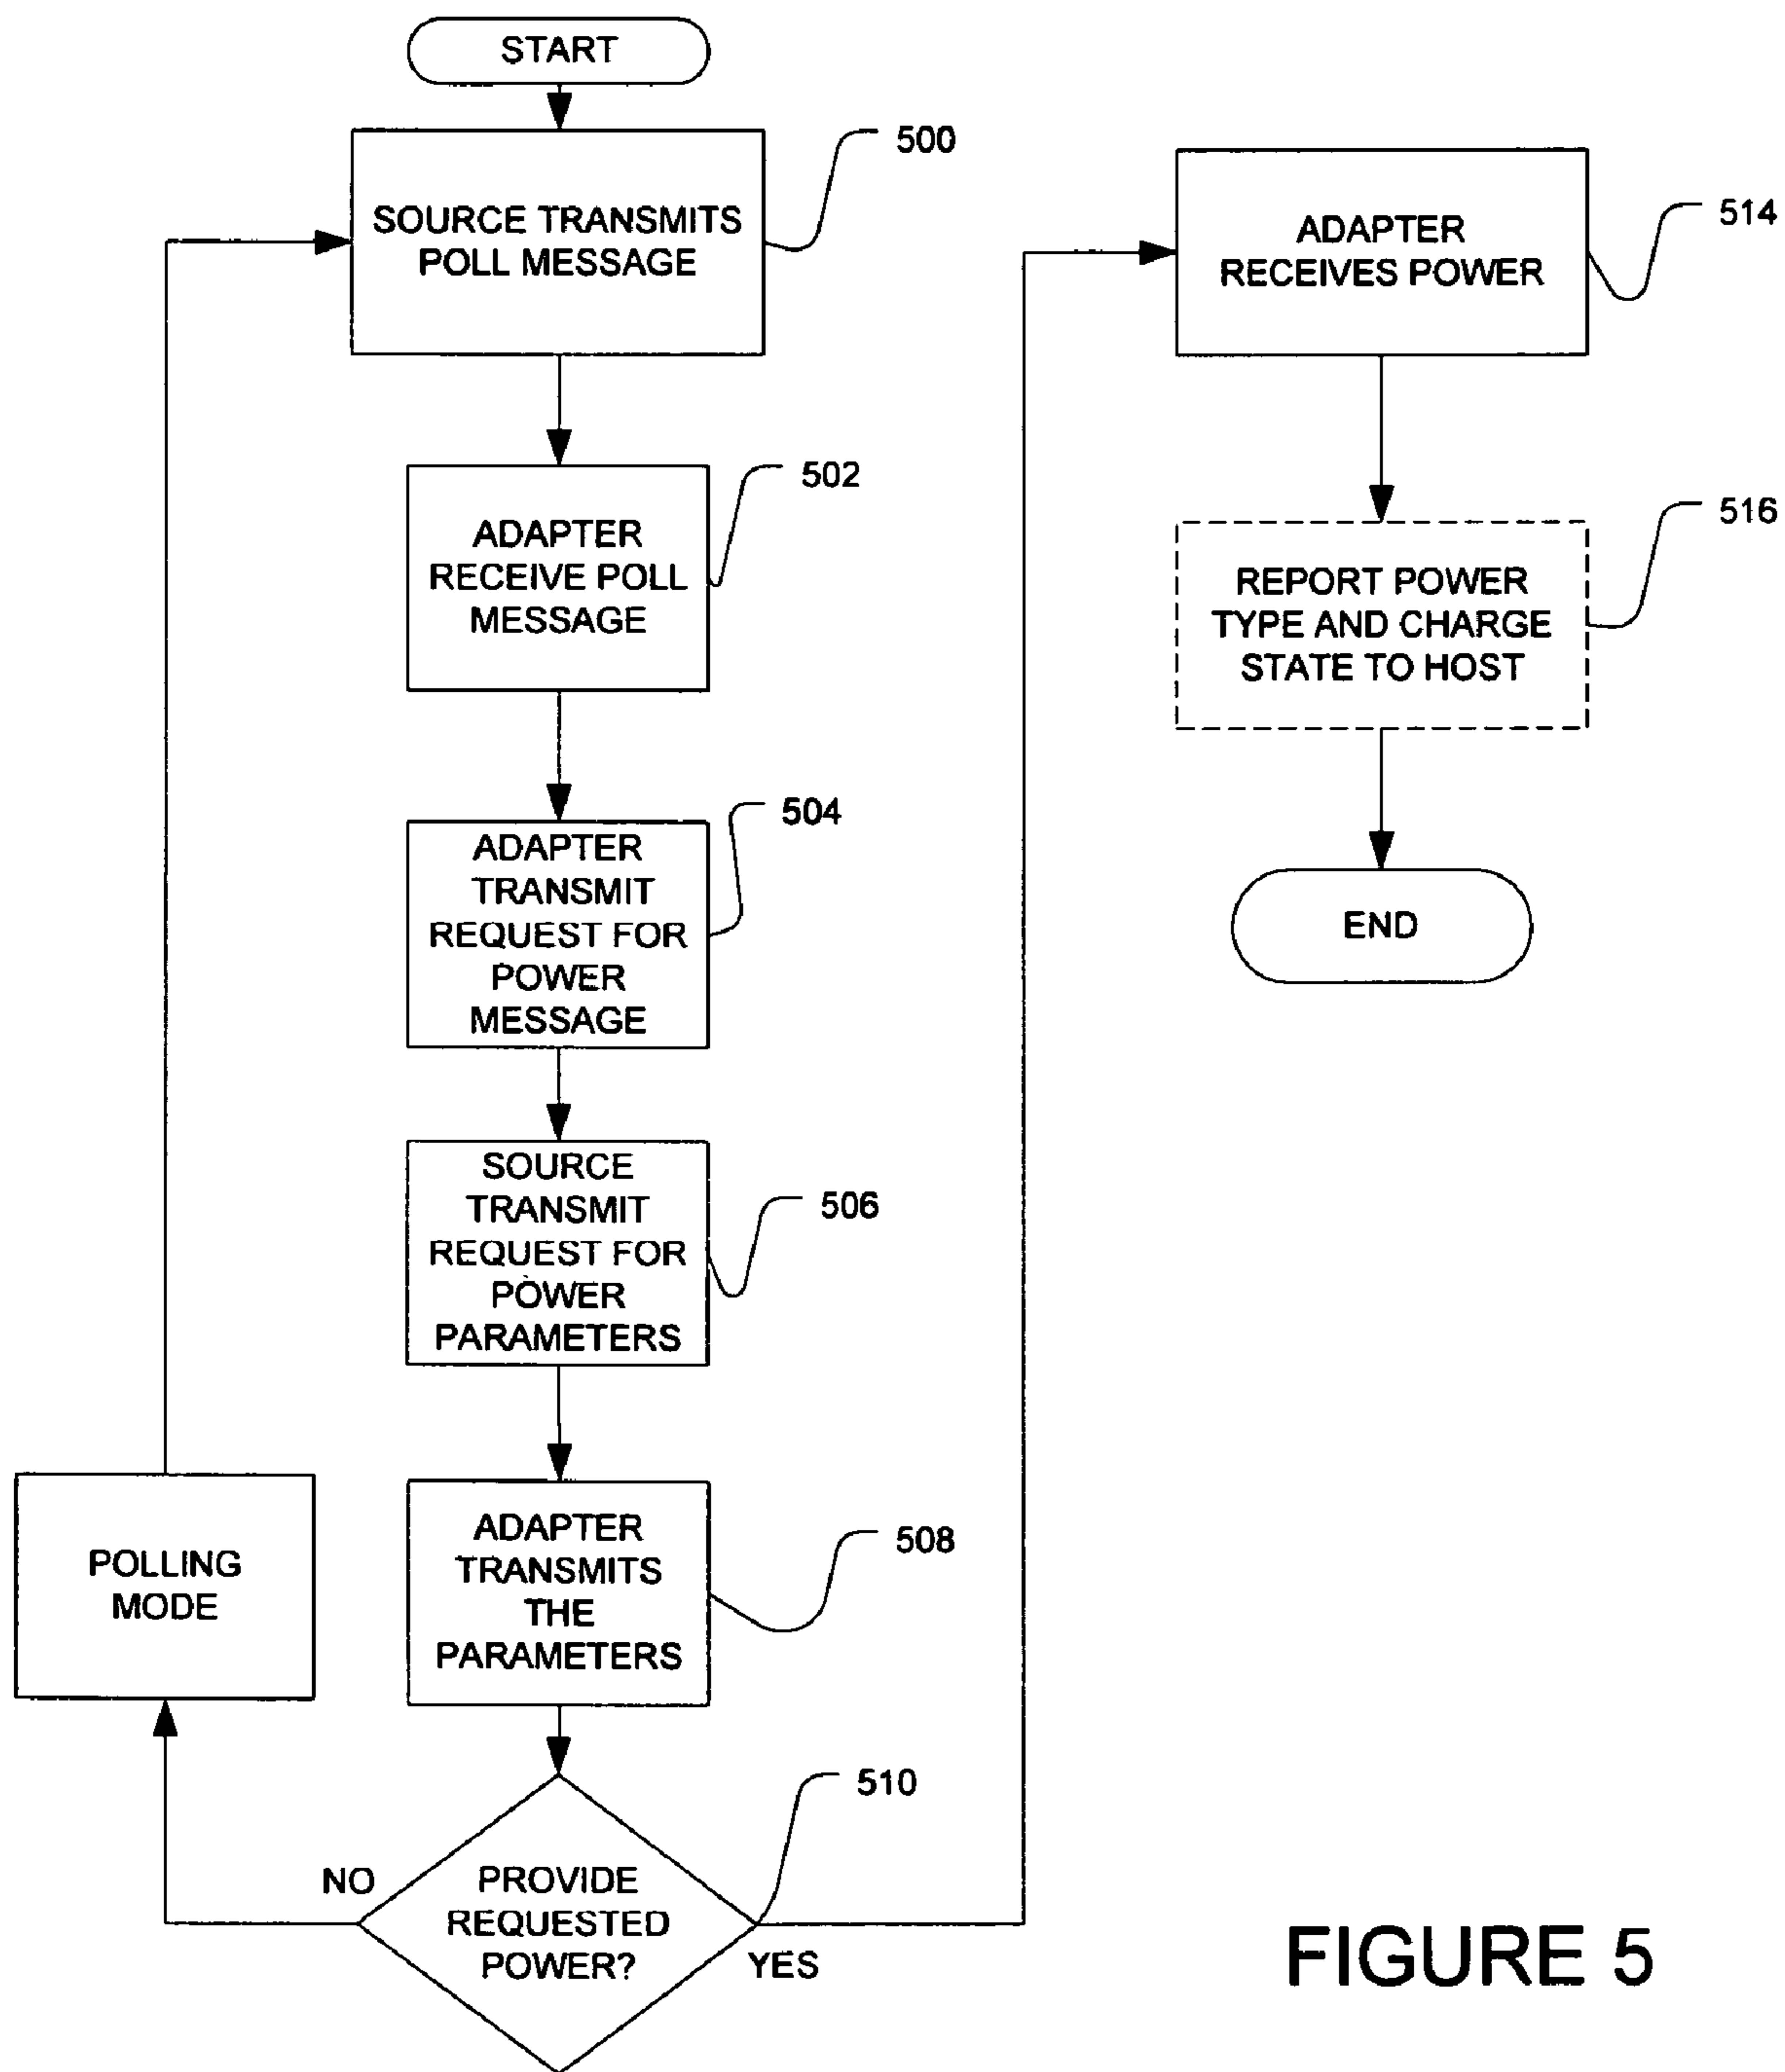 START
500
SOURCE TRANSMITS
POLL MESSAGE
502
ADAPTER
RECEIVE POLL
MESSAGE
504
ADAPTER
TRANSMIT
REQUEST FOR
POWER
MESSAGE
506
SOURCE
TRANSMIT
REQUEST FOR
POWER
PARAMETERS
508
ADAPTER
TRANSMITS
THE
PARAMETERS
POLLING
MODE
510
PROVIDE
REQUESTED
POWER?
NO
YES
514
ADAPTER
RECEIVES POWER
516
REPORT POWER
TYPE AND CHARGE
STATE TO HOST
END
FIGURE 5